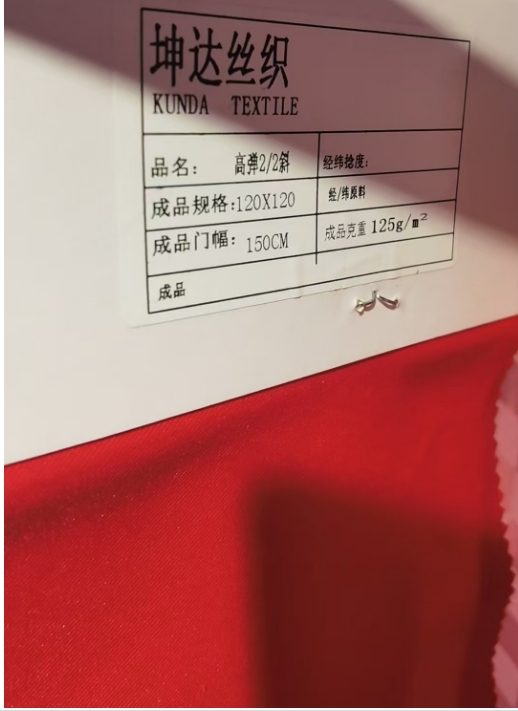 坤达丝织
KUNDA TEXTILE
品名： 高弹2/2斜
经纬捻度：
成品规格:120X120
经/纬原料
成品门幅： 150CM
成品克重 125g/m²
成品